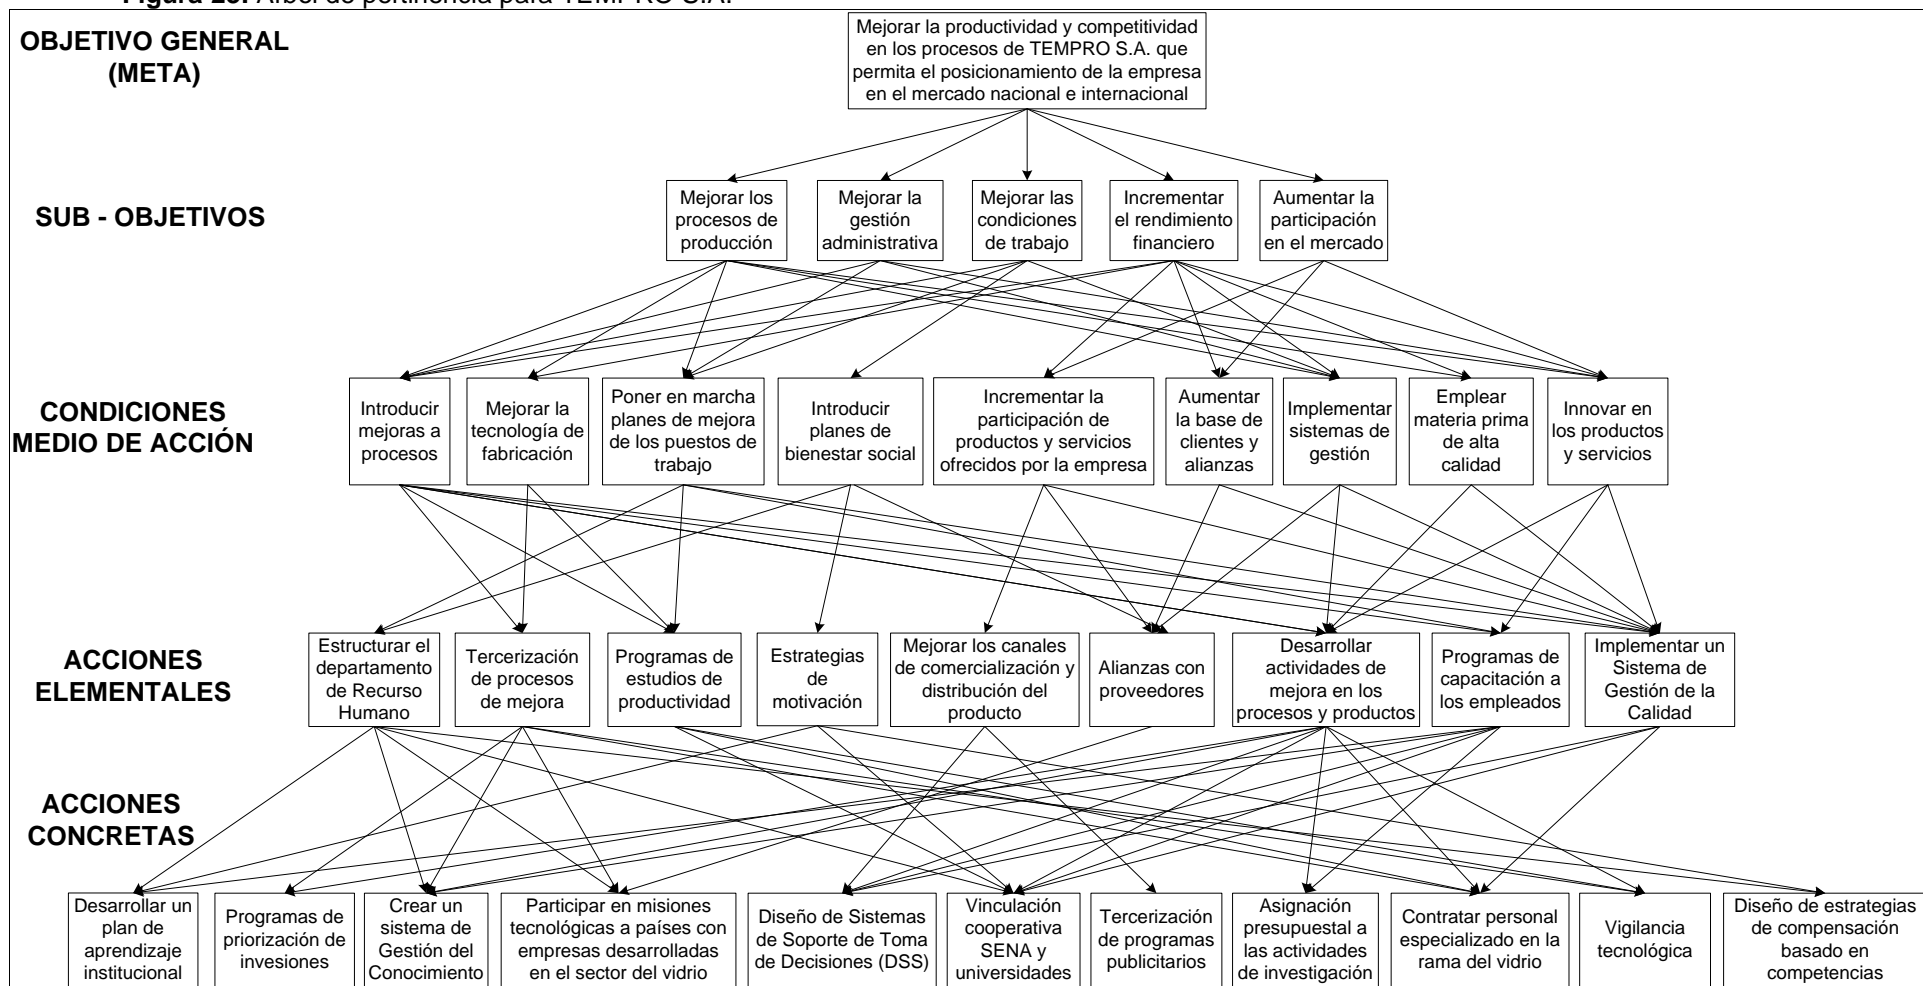 Figura 25. Árbol de pertinencia para TEMPRO S.A.
OBJETIVO GENERAL
(META)
Mejorar la productividad y competitividad
en los procesos de TEMPRO S.A. que
permita el posicionamiento de la empresa
en el mercado nacional e internacional
SUB - OBJETIVOS
Mejorar los
procesos de
producción
Mejorar la
gestión
administrativa
Mejorar las
condiciones
de trabajo
Incrementar
el rendimiento
financiero
Aumentar la
participación
en el mercado
CONDICIONES
MEDIO DE ACCIÓN
Introducir
mejoras a
procesos
Mejorar la
tecnología de
fabricación
Poner en marcha
planes de mejora
de los puestos de
trabajo
Introducir
planes de
bienestar social
Incrementar la
participación de
productos y servicios
ofrecidos por la empresa
Aumentar
la base de
clientes y
alianzas
Implementar
sistemas de
gestión
Emplear
materia prima
de alta
calidad
Innovar en
los productos
y servicios
ACCIONES
ELEMENTALES
Estructurar el
departamento
de Recurso
Humano
Tercerización
de procesos
de mejora
Programas de
estudios de
productividad
Estrategias
de
motivación
Mejorar los canales
de comercialización y
distribución del
producto
Alianzas con
proveedores
Desarrollar
actividades de
mejora en los
procesos y productos
Programas de
capacitación a
los empleados
Implementar un
Sistema de
Gestión de la
Calidad
ACCIONES
CONCRETAS
Desarrollar un
plan de
aprendizaje
institucional
Programas de
priorización de
invesiones
Crear un
sistema de
Gestión del
Conocimiento
Participar en misiones
tecnológicas a países con
empresas desarrolladas
en el sector del vidrio
Diseño de Sistemas
de Soporte de Toma
de Decisiones (DSS)
Vinculación
cooperativa
SENA y
universidades
Tercerización
de programas
publicitarios
Asignación
presupuestal a
las actividades
de investigación
Contratar personal
especializado en la
rama del vidrio
Vigilancia
tecnológica
Diseño de estrategias
de compensación
basado en
competencias